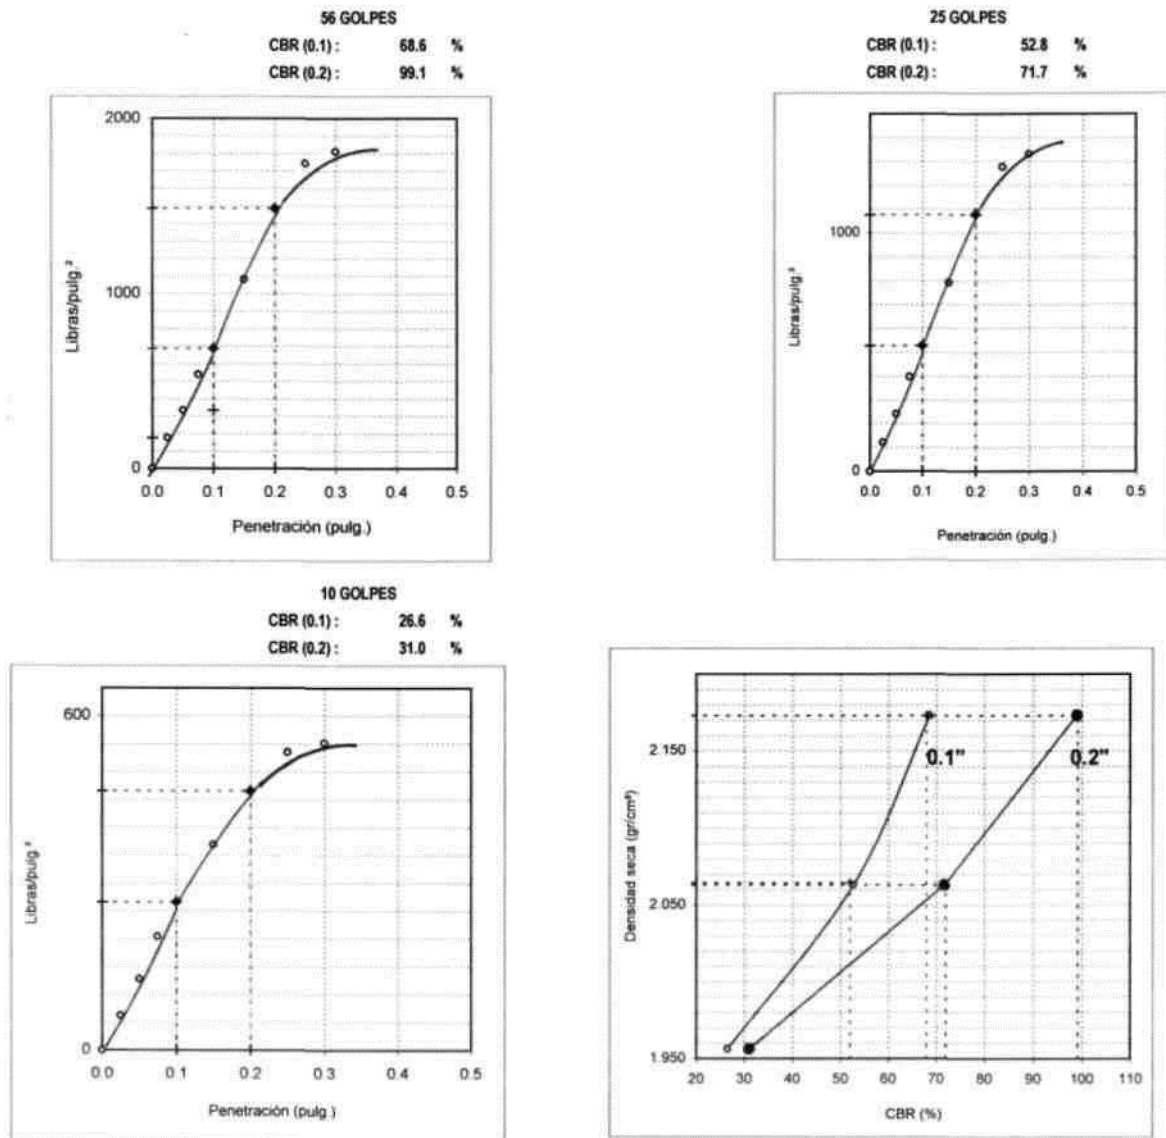 56 GOLPES
CBR (0.1) : 68.6 %
CBR (0.2) : 99.1 %
2000
1000
0
Libras/pulg.²
0.0 0.1 0.2 0.3 0.4 0.5
Penetración (pulg.)
25 GOLPES
CBR (0.1) : 52.8 %
CBR (0.2) : 71.7 %
1000
0
Libras/pulg.²
0.0 0.1 0.2 0.3 0.4 0.5
Penetración (pulg.)
10 GOLPES
CBR (0.1) : 26.6 %
CBR (0.2) : 31.0 %
600
0
Libras/pulg.²
0.0 0.1 0.2 0.3 0.4 0.5
Penetración (pulg.)
2.150
2.050
1.950
Densidad seca (gr/cm³)
0.1"
0.2"
20 30 40 50 60 70 80 90 100 110
CBR (%)